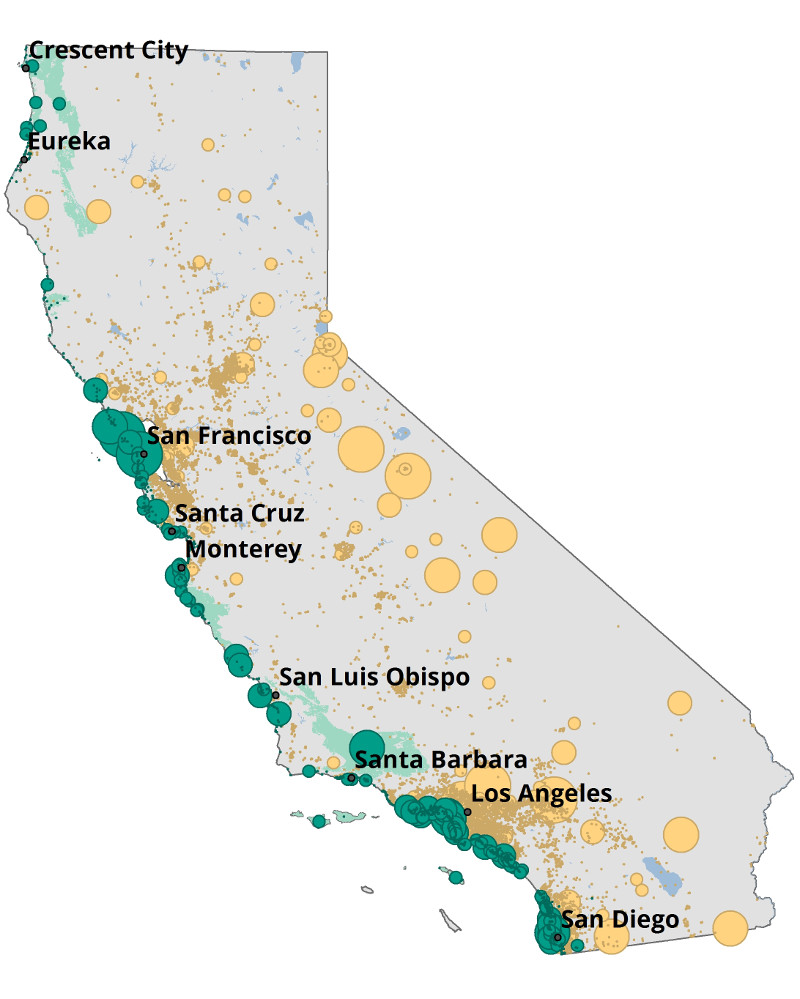 Crescent City
Eureka
San Francisco
Santa Cruz
Monterey
San Luis Obispo
Santa Barbara
Los Angeles
San Diego